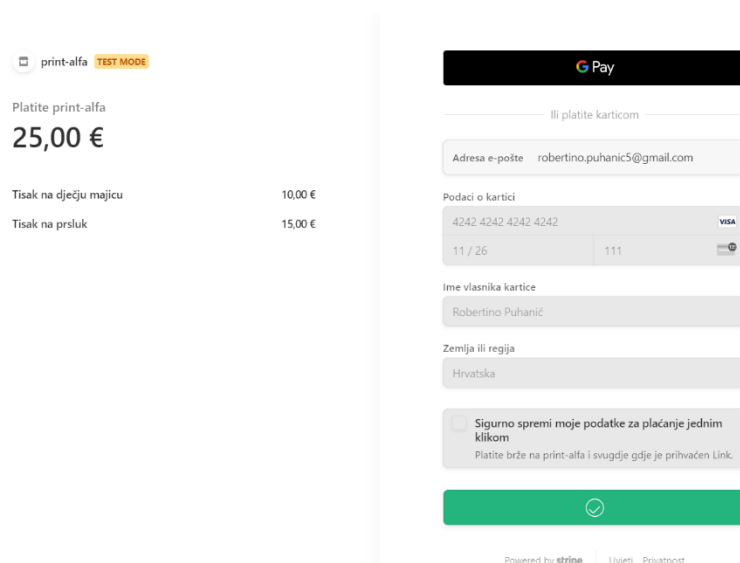 print-alfa TEST MODE
Platite print-alfa
25,00 €
Tisak na dječju majicu 10,00 €
Tisak na prsluk 15,00 €
G Pay
Ili platite karticom
Adresa e-pošte robertino.puhanic5@gmail.com
Podaci o kartici
4242 4242 4242 4242 VISA
11 / 26 111
Ime vlasnika kartice
Robertino Puhanić
Zemlja ili regija
Hrvatska
Sigurno spremi moje podatke za plaćanje jednim
klikom
Platite brže na print-alfa i svugdje gdje je prihvaćen Link.
Powered by stripe Uvjeti Privatnost